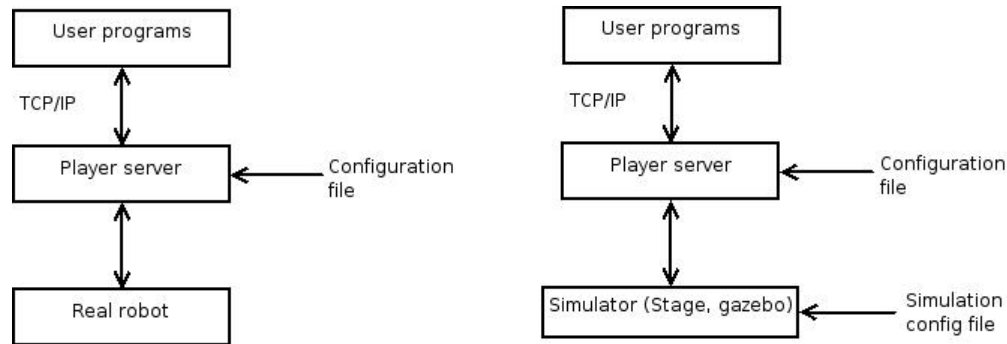 User programs
TCP/IP
Player server
Configuration
file
Real robot
User programs
TCP/IP
Player server
Configuration
file
Simulator (Stage, gazebo)
Simulation
config file